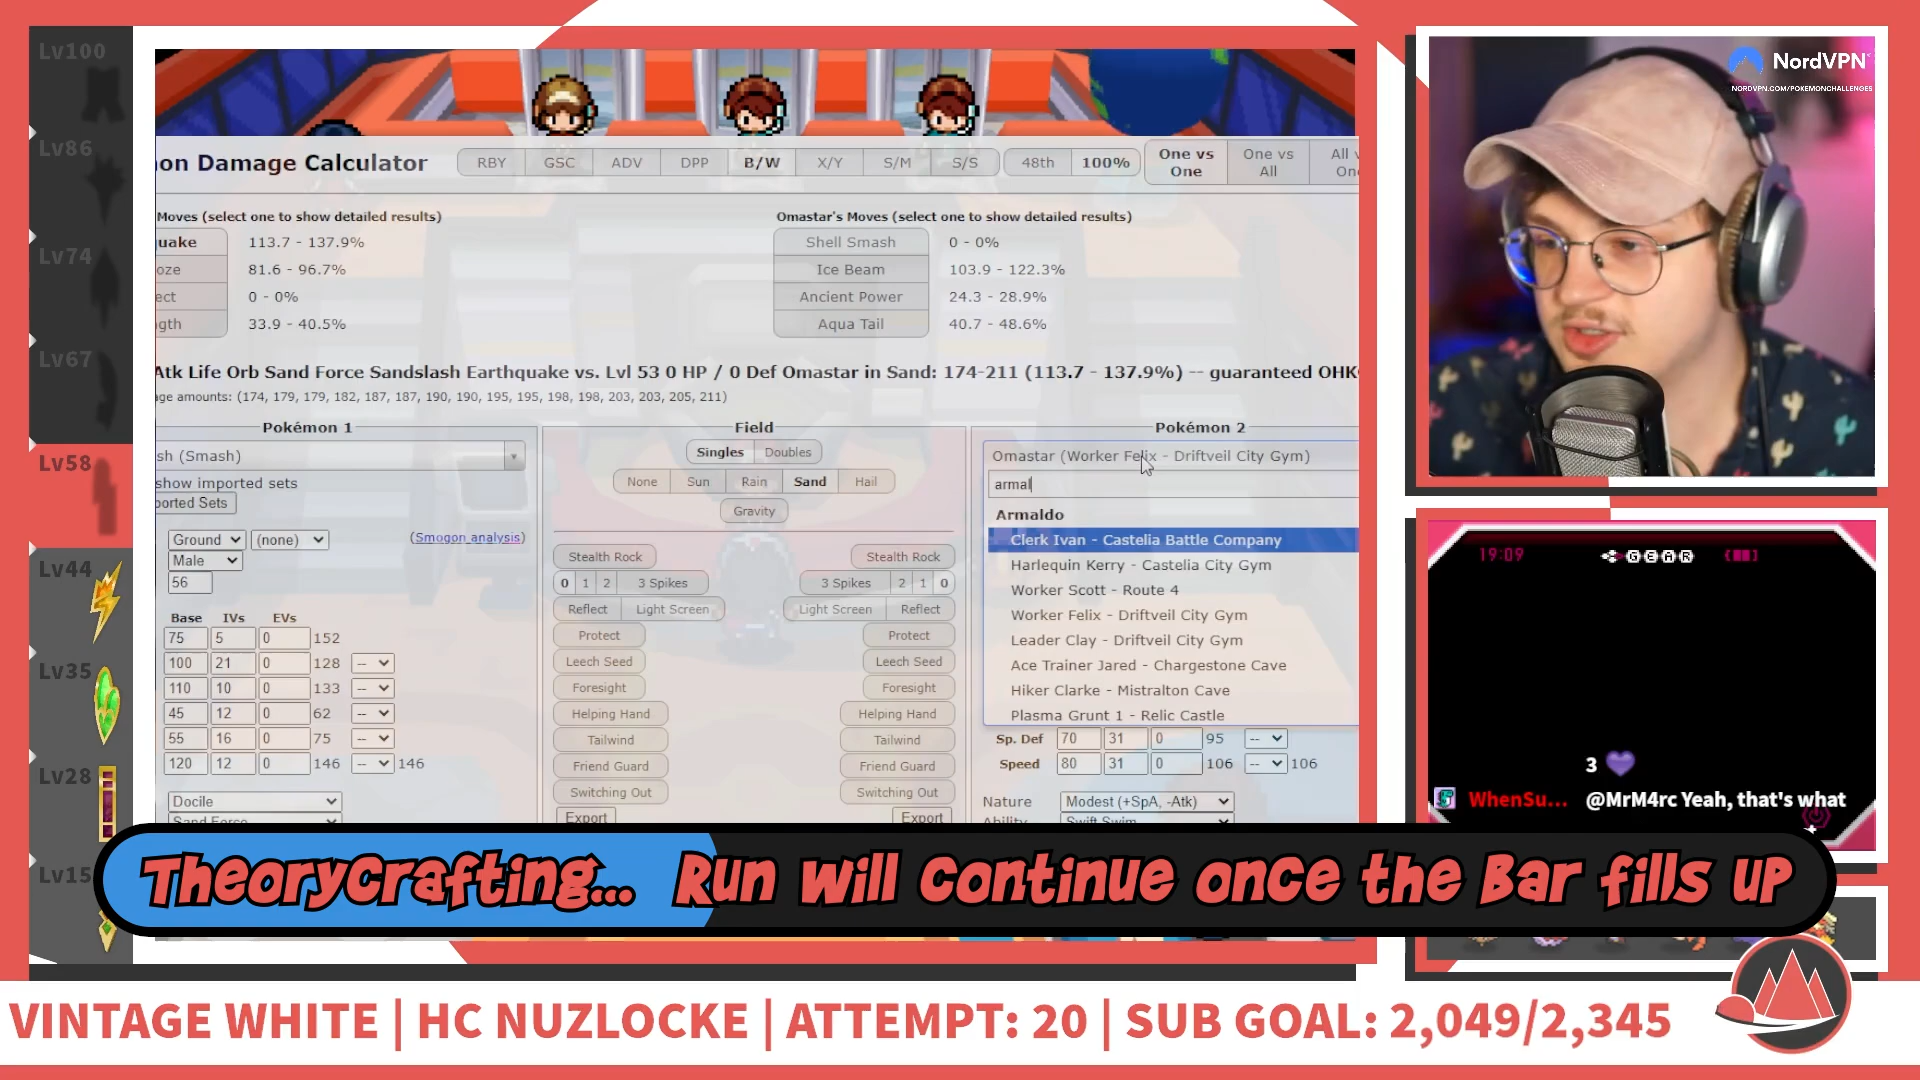 Lv100
Lv86
Lv74
Lv67
Lv58
Lv44
Lv35
Lv28
Lv15
on Damage Calculator
RBY
GSC
ADV
DPP
B/W
X/Y
S/M
S/S
48th
100%
One vs One
One vs All
Moves (select one to show detailed results)
uake 113.7 - 137.9%
oze 81.6 - 96.7%
ect 0 - 0%
gth 33.9 - 40.5%
Omastar's Moves (select one to show detailed results)
Shell Smash 0 - 0%
Ice Beam 103.9 - 122.3%
Ancient Power 24.3 - 28.9%
Aqua Tail 40.7 - 48.6%
Atk Life Orb Sand Force Sandslash Earthquake vs. Lvl 53 0 HP / 0 Def Omastar in Sand: 174-211 (113.7 - 137.9%) -- guaranteed OHK
ge amounts: (174, 179, 179, 182, 187, 187, 190, 190, 195, 195, 198, 198, 203, 203, 205, 211)
Pokémon 1
sh (Smash)
show imported sets
ported Sets
Ground (none) (Smogon analysis)
Male
56
Base IVs EVs
75 5 0 152
100 21 0 128 --
110 10 0 133 --
45 12 0 62 --
55 16 0 75 --
120 12 0 146 -- 146
Docile
Sand Force
Field
Singles Doubles
None Sun Rain Sand Hail
Gravity
Stealth Rock Stealth Rock
0 1 2 3 Spikes 3 Spikes 2 1 0
Reflect Light Screen Light Screen Reflect
Protect Protect
Leech Seed Leech Seed
Foresight Foresight
Helping Hand Helping Hand
Tailwind Tailwind
Friend Guard Friend Guard
Switching Out Switching Out
Export Export
Pokémon 2
Omastar (Worker Felix - Driftveil City Gym)
armal
Armaldo
Clerk Ivan - Castelia Battle Company
Harlequin Kerry - Castelia City Gym
Worker Scott - Route 4
Worker Felix - Driftveil City Gym
Leader Clay - Driftveil City Gym
Ace Trainer Jared - Chargestone Cave
Hiker Clarke - Mistralton Cave
Plasma Grunt 1 - Relic Castle
Sp. Def 70 31 0 95 --
Speed 80 31 0 106 -- 106
Nature Modest (+SpA, -Atk)
Ability Swift Swim
NordVPN
NORDVPN.COM/POKEMONCHALLENGES
19:09
GEAR
3
WhenSu... @MrM4rc Yeah, that's what
Theorycrafting... Run will continue once the Bar fills up
VINTAGE WHITE | HC NUZLOCKE | ATTEMPT: 20 | SUB GOAL: 2,049/2,345